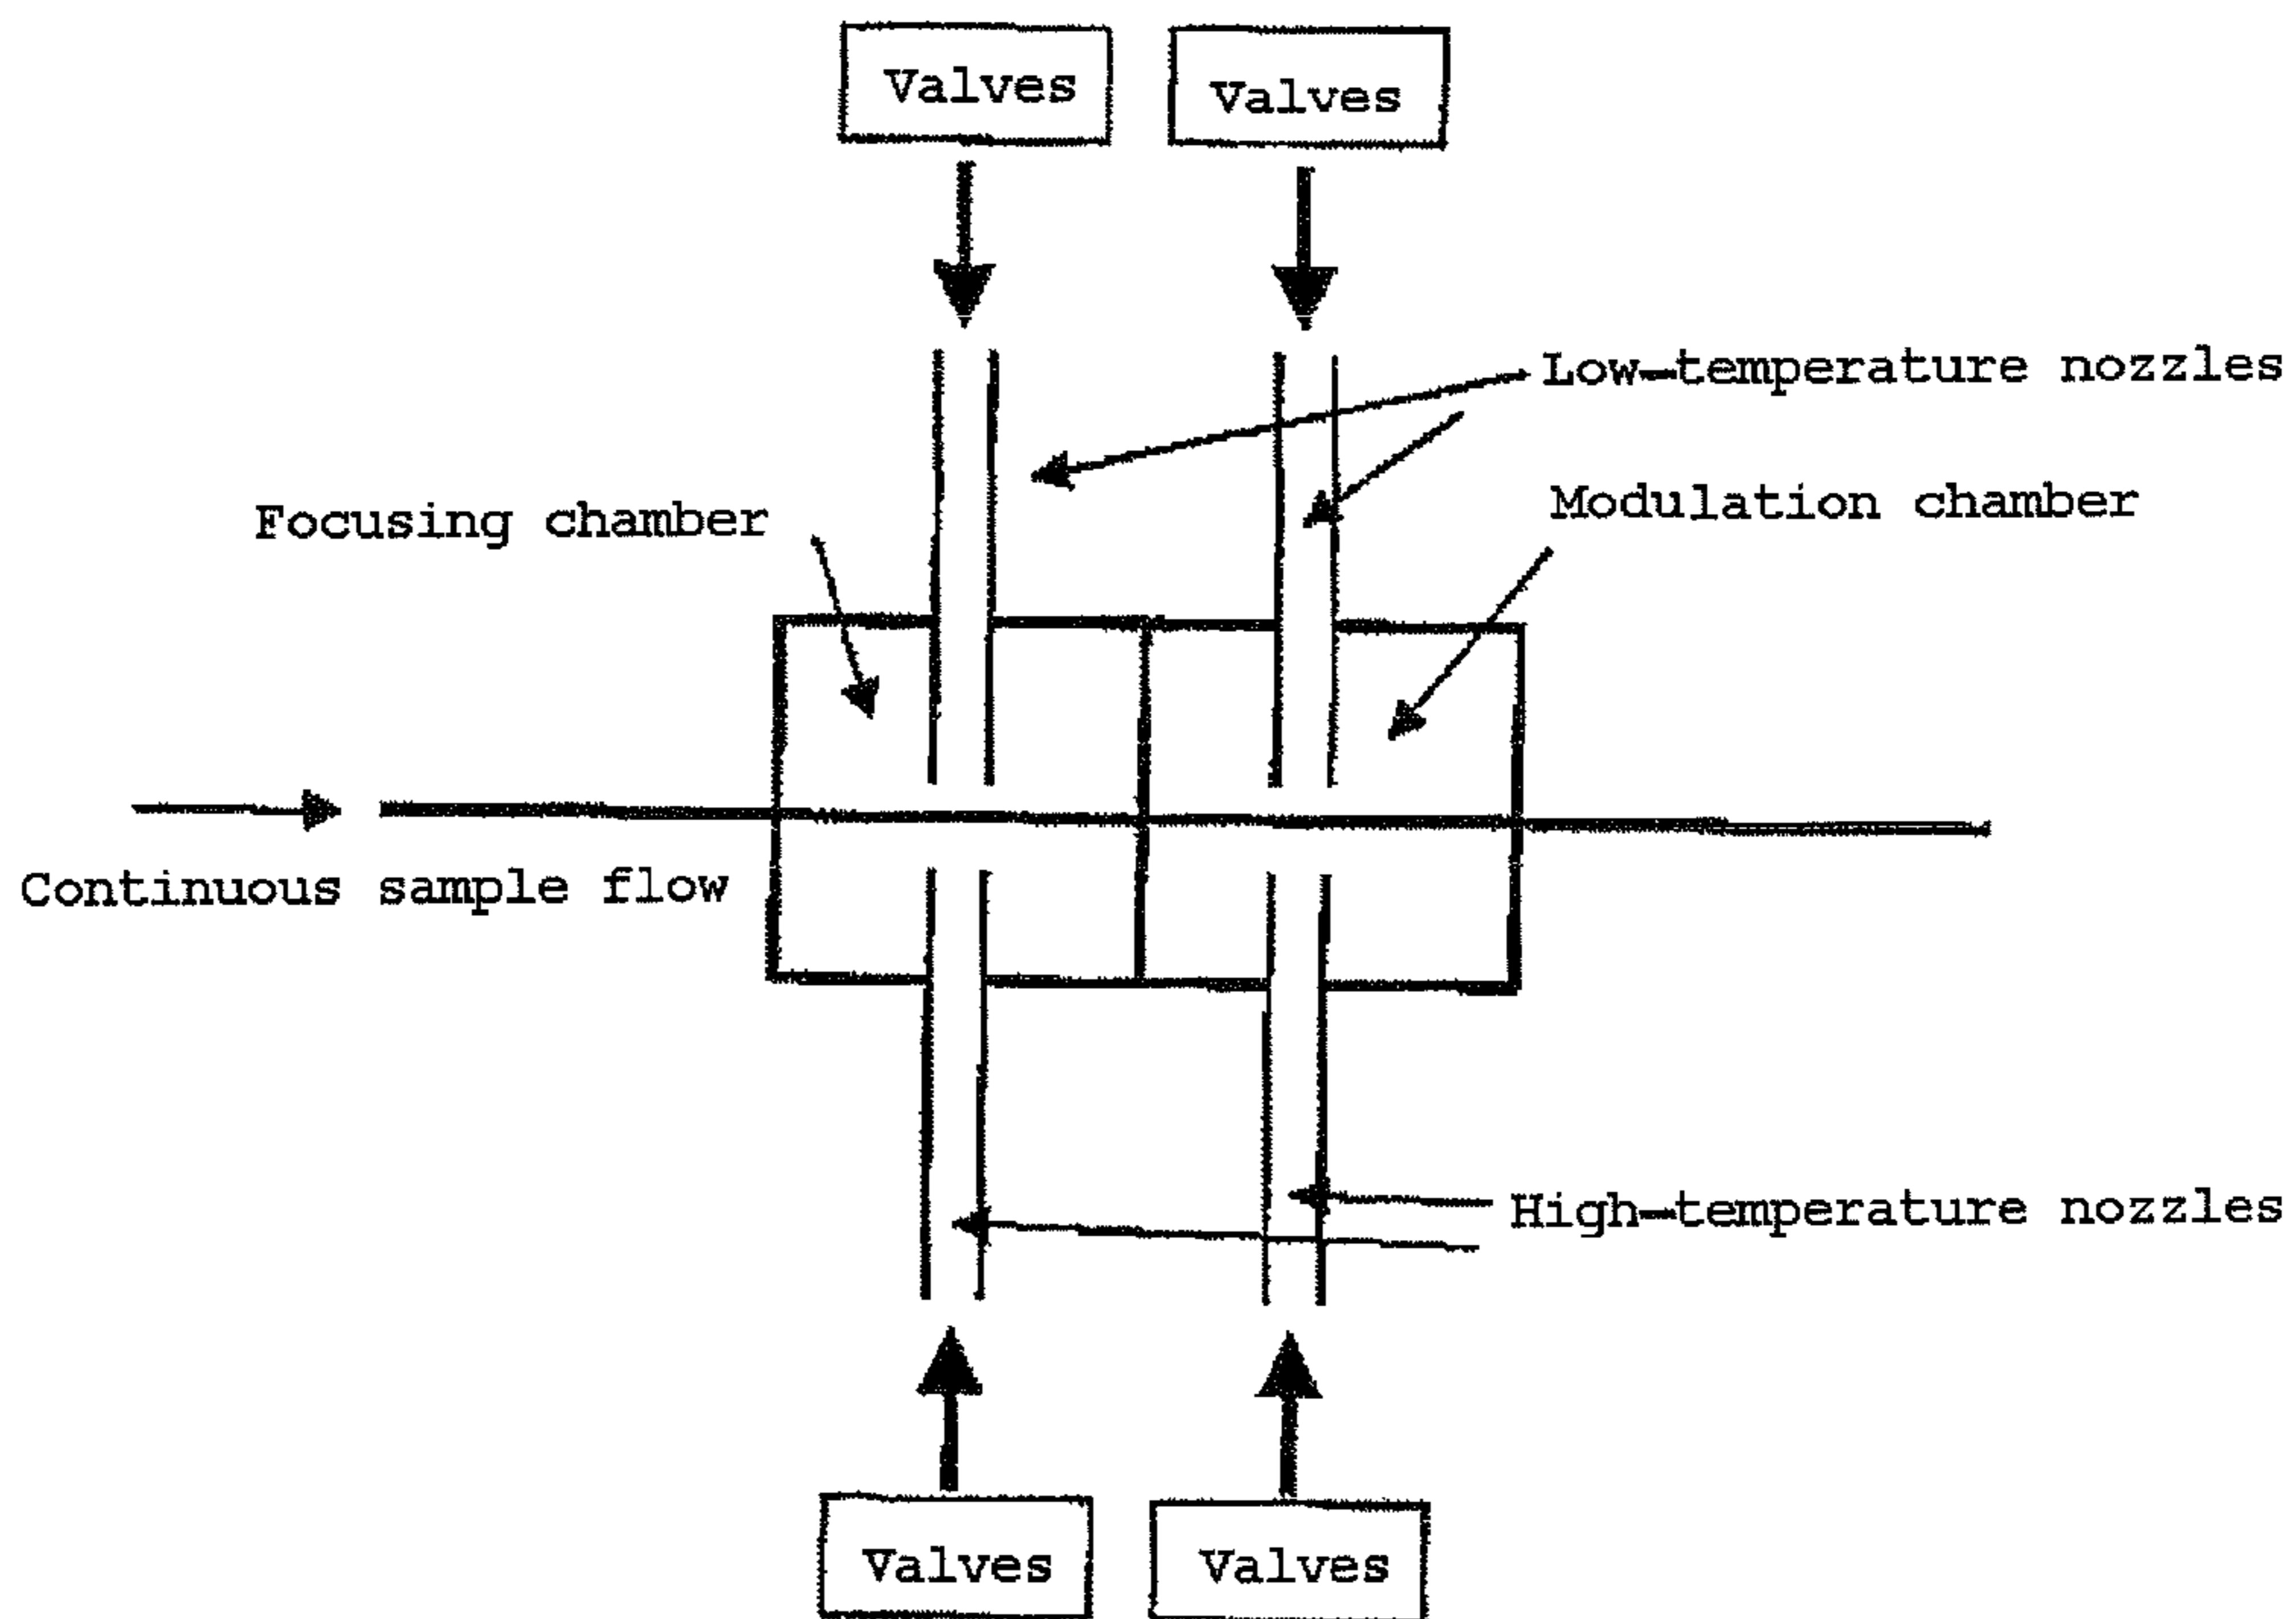 Valves
Valves
Low-temperature nozzles
Focusing chamber
Modulation chamber
Continuous sample flow
High-temperature nozzles
Valves
Valves